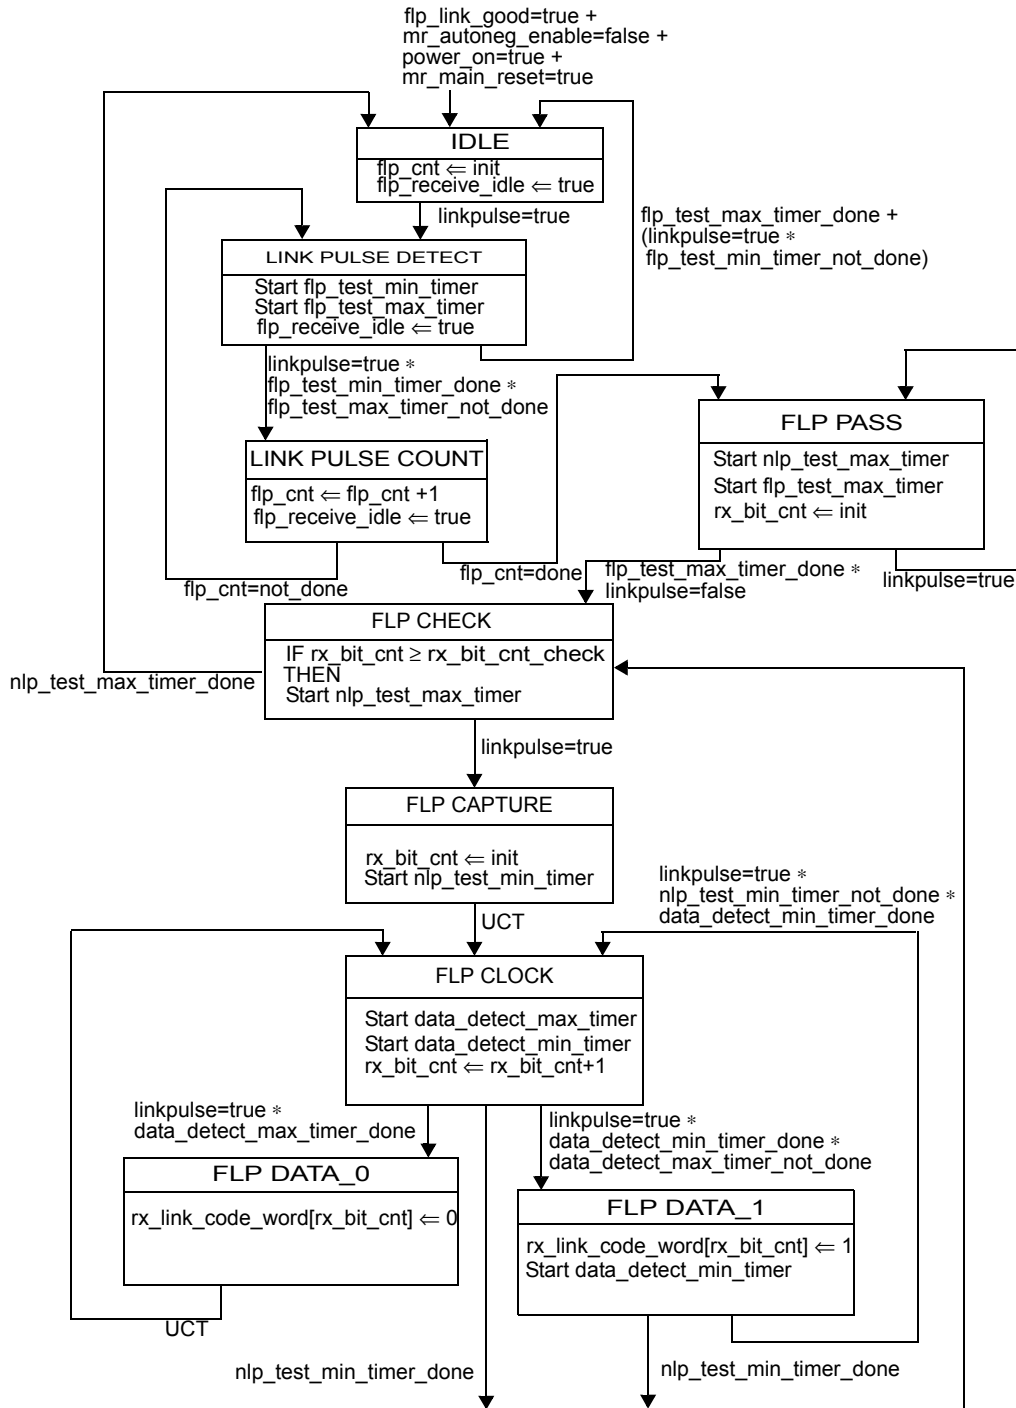 flp_link_good=true +
mr_autoneg_enable=false +
power_on=true +
mr_main_reset=true
IDLE
flp_cnt ⇐ init
flp_receive_idle ⇐ true
linkpulse=true
flp_test_max_timer_done +
(linkpulse=true *
flp_test_min_timer_not_done)
LINK PULSE DETECT
Start flp_test_min_timer
Start flp_test_max_timer
flp_receive_idle ⇐ true
linkpulse=true *
flp_test_min_timer_done *
flp_test_max_timer_not_done
FLP PASS
Start nlp_test_max_timer
Start flp_test_max_timer
rx_bit_cnt ⇐ init
LINK PULSE COUNT
flp_cnt ⇐ flp_cnt +1
flp_receive_idle ⇐ true
flp_cnt=not_done
flp_cnt=done
flp_test_max_timer_done *
linkpulse=false
linkpulse=true
FLP CHECK
IF rx_bit_cnt ≥ rx_bit_cnt_check
THEN
Start nlp_test_max_timer
nlp_test_max_timer_done
linkpulse=true
FLP CAPTURE
rx_bit_cnt ⇐ init
Start nlp_test_min_timer
linkpulse=true *
nlp_test_min_timer_not_done *
data_detect_min_timer_done
UCT
FLP CLOCK
Start data_detect_max_timer
Start data_detect_min_timer
rx_bit_cnt ⇐ rx_bit_cnt+1
linkpulse=true *
data_detect_max_timer_done
linkpulse=true *
data_detect_min_timer_done *
data_detect_max_timer_not_done
FLP DATA_0
rx_link_code_word[rx_bit_cnt] ⇐ 0
FLP DATA_1
rx_link_code_word[rx_bit_cnt] ⇐ 1
Start data_detect_min_timer
UCT
nlp_test_min_timer_done
nlp_test_min_timer_done